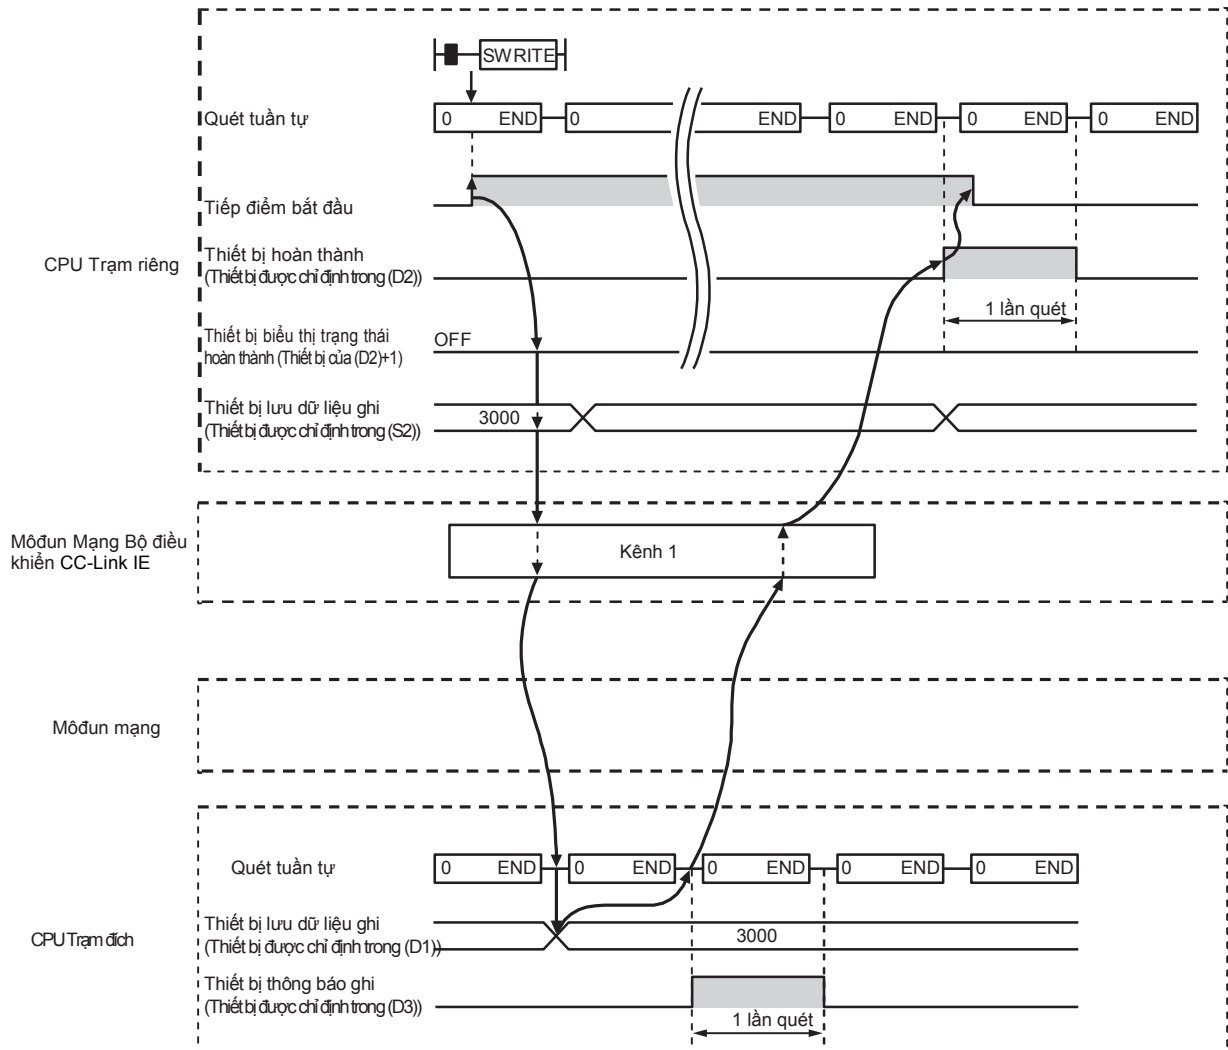 SWRITE
Quét tuần tự
0 END 0 END 0 END 0 END 0 END
Tiếp điểm bắt đầu
CPU Trạm riêng
Thiết bị hoàn thành
(Thiết bị được chỉ định trong (D2))
1 lần quét
Thiết bị biểu thị trạng thái
hoàn thành (Thiết bị của (D2)+1)
OFF
Thiết bị lưu dữ liệu ghi
(Thiết bị được chỉ định trong (S2))
3000
Môđun Mạng Bộ điều
khiển CC-Link IE
Kênh 1
Môđun mạng
Quét tuần tự
0 END 0 END 0 END 0 END 0 END
CPU Trạm đích
Thiết bị lưu dữ liệu ghi
(Thiết bị được chỉ định trong (D1))
3000
Thiết bị thông báo ghi
(Thiết bị được chỉ định trong (D3))
1 lần quét